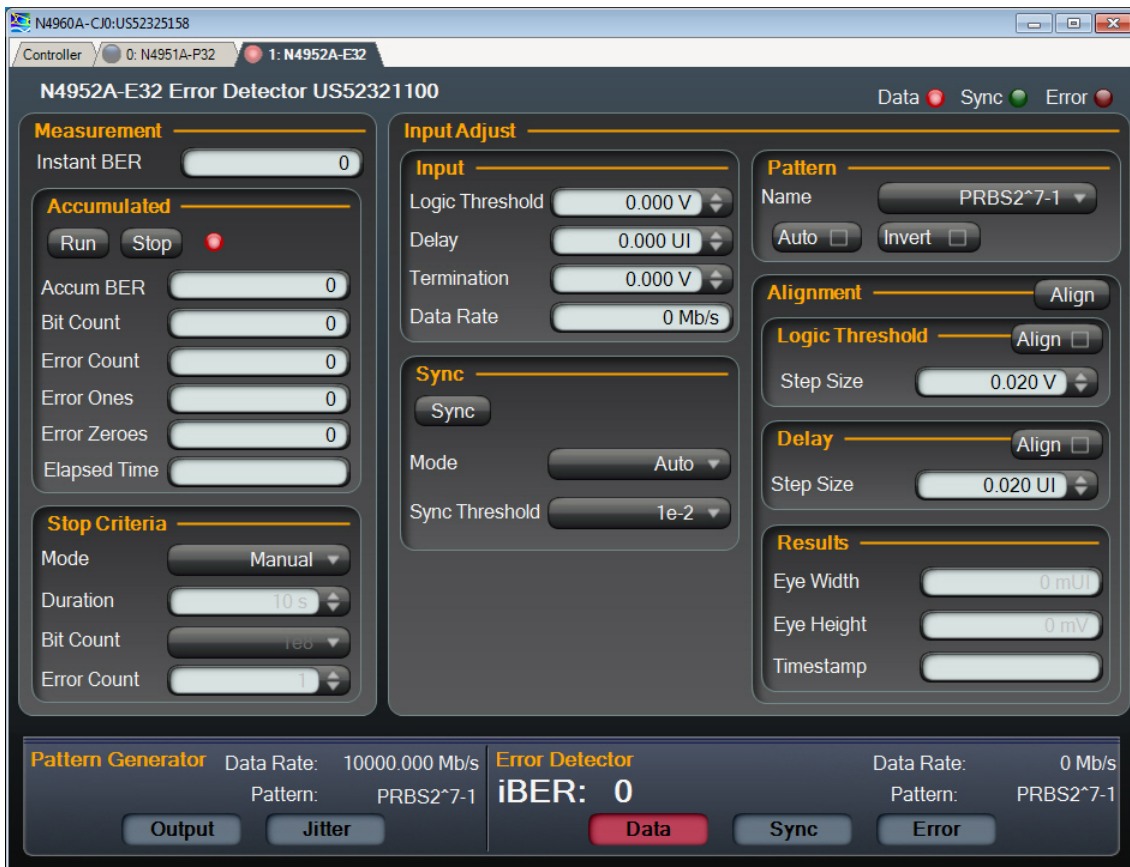 N4960A-CJ0:US52325158
Controller 0: N4951A-P32 1: N4952A-E32
N4952A-E32 Error Detector US52321100
Data Sync Error
Measurement
Instant BER 0
Accumulated
Run Stop
Accum BER 0
Bit Count 0
Error Count 0
Error Ones 0
Error Zeroes 0
Elapsed Time
Stop Criteria
Mode Manual
Duration 10 s
Bit Count 1e8
Error Count 1
Input Adjust
Input
Logic Threshold 0.000 V
Delay 0.000 UI
Termination 0.000 V
Data Rate 0 Mb/s
Sync
Sync
Mode Auto
Sync Threshold 1e-2
Pattern
Name PRBS2^7-1
Auto Invert
Alignment Align
Logic Threshold Align
Step Size 0.020 V
Delay Align
Step Size 0.020 UI
Results
Eye Width 0 mUI
Eye Height 0 mV
Timestamp
Pattern Generator Data Rate: 10000.000 Mb/s
Pattern: PRBS2^7-1
Output Jitter
Error Detector Data Rate: 0 Mb/s
iBER: 0 Pattern: PRBS2^7-1
Data Sync Error